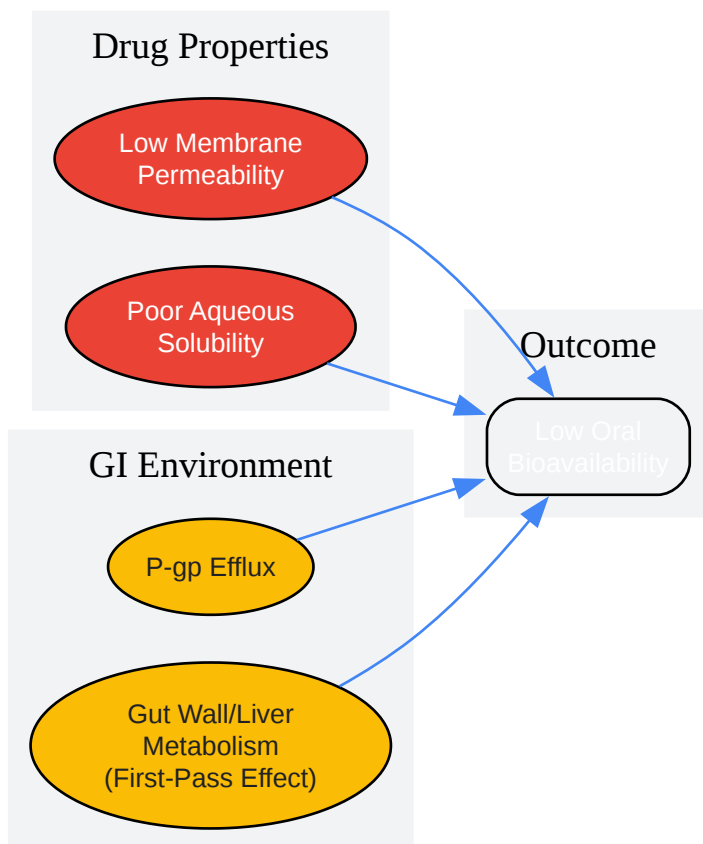 Drug Properties
Low Membrane
Permeability
Poor Aqueous
Solubility
Outcome
Low Oral
Bioavailability
GI Environment
P-gp Efflux
Gut Wall/Liver
Metabolism
(First-Pass Effect)